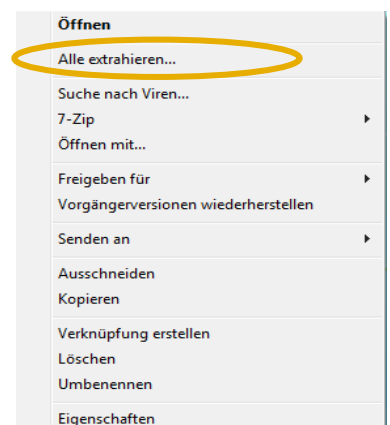 Öffnen
Alle extrahieren...
Suche nach Viren...
7-Zip
Öffnen mit...
Freigeben für
Vorgängerversionen wiederherstellen
Senden an
Ausschneiden
Kopieren
Verknüpfung erstellen
Löschen
Umbenennen
Eigenschaften